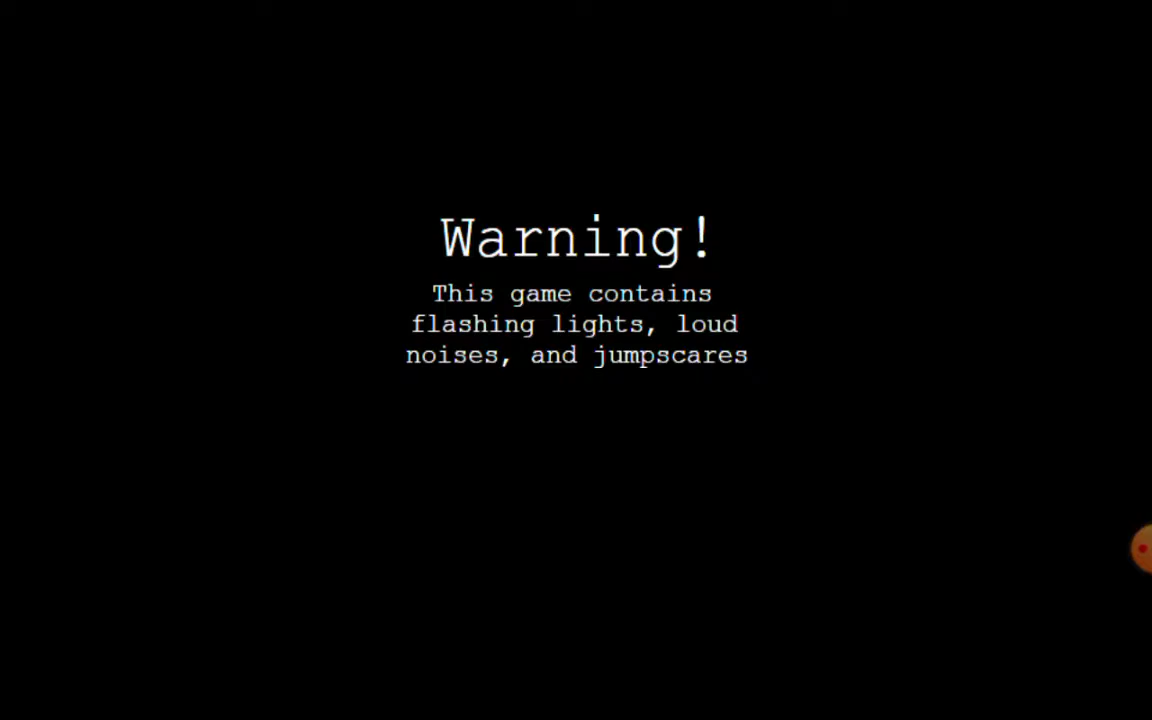 Warning!
This game contains
flashing lights, loud
noises, and jumpscares